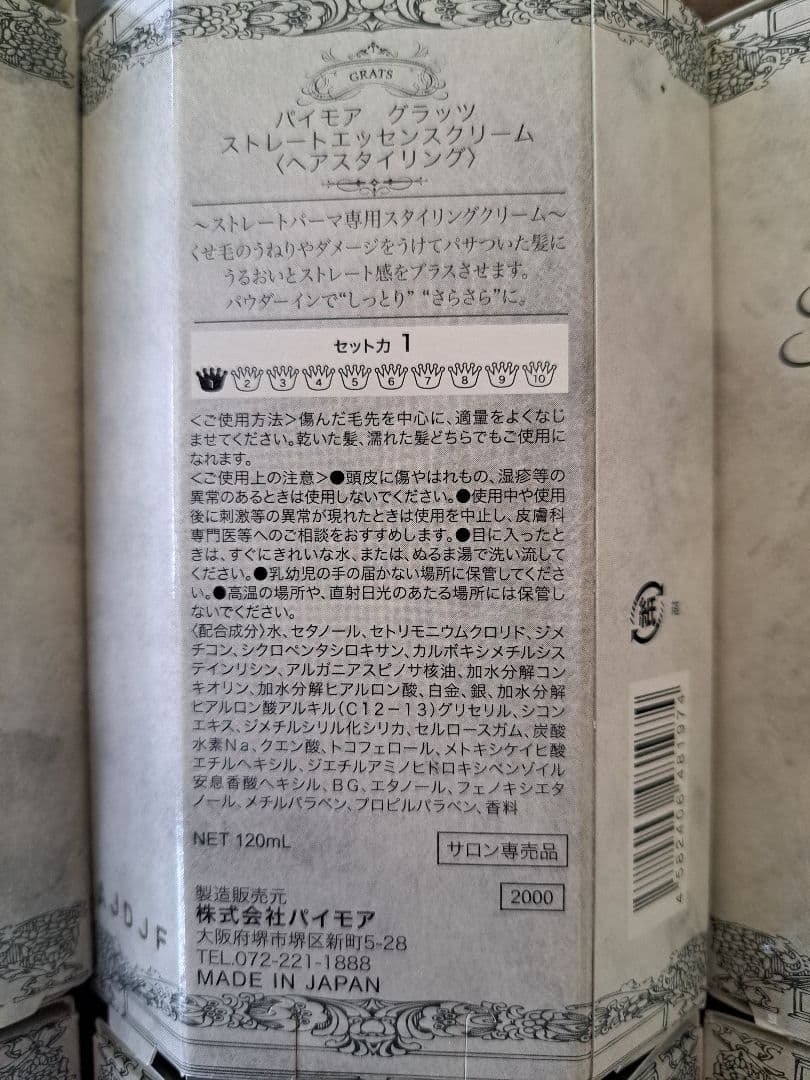 GRATS
パイモア グラッツ
ストレートエッセンスクリーム
〈ヘアスタイリング〉
～ストレートパーマ専用スタイリングクリーム～
くせ毛のうねりやダメージをうけてパサついた髪に
うるおいとストレート感をプラスさせます。
パウダーインで“しっとり” “さらさら”に。
セット力 1
1 2 3 4 5 6 7 8 9 10
＜ご使用方法＞傷んだ毛先を中心に、適量をよくなじ
ませてください。乾いた髪、濡れた髪どちらでもご使用に
なれます。
＜ご使用上の注意＞●頭皮に傷やはれもの、湿疹等の
異常のあるときは使用しないでください。●使用中や使用
後に刺激等の異常が現れたときは使用を中止し、皮膚科
専門医等へのご相談をおすすめします。●目に入ったと
きは、すぐにきれいな水、または、ぬるま湯で洗い流して
ください。●乳幼児の手の届かない場所に保管してくださ
い。●高温の場所や、直射日光のあたる場所には保管し
ないでください。
〈配合成分〉水、セタノール、セトリモニウムクロリド、ジメ
チコン、シクロペンタシロキサン、カルボキシメチルシス
テインリシン、アルガニアスピノサ核油、加水分解コン
キオリン、加水分解ヒアルロン酸、白金、銀、加水分解
ヒアルロン酸アルキル(C12-13)グリセリル、シコン
エキス、ジメチルシリル化シリカ、セルロースガム、炭酸
水素Na、クエン酸、トコフェロール、メトキシケイヒ酸
エチルヘキシル、ジエチルアミノヒドロキシベンゾイル
安息香酸ヘキシル、BG、エタノール、フェノキシエタ
ノール、メチルパラベン、プロピルパラベン、香料
NET 120mL
サロン専売品
2000
製造販売元
株式会社パイモア
大阪府堺市堺区新町5-28
TEL.072-221-1888
MADE IN JAPAN
紙
4 582406 481974
JDJF